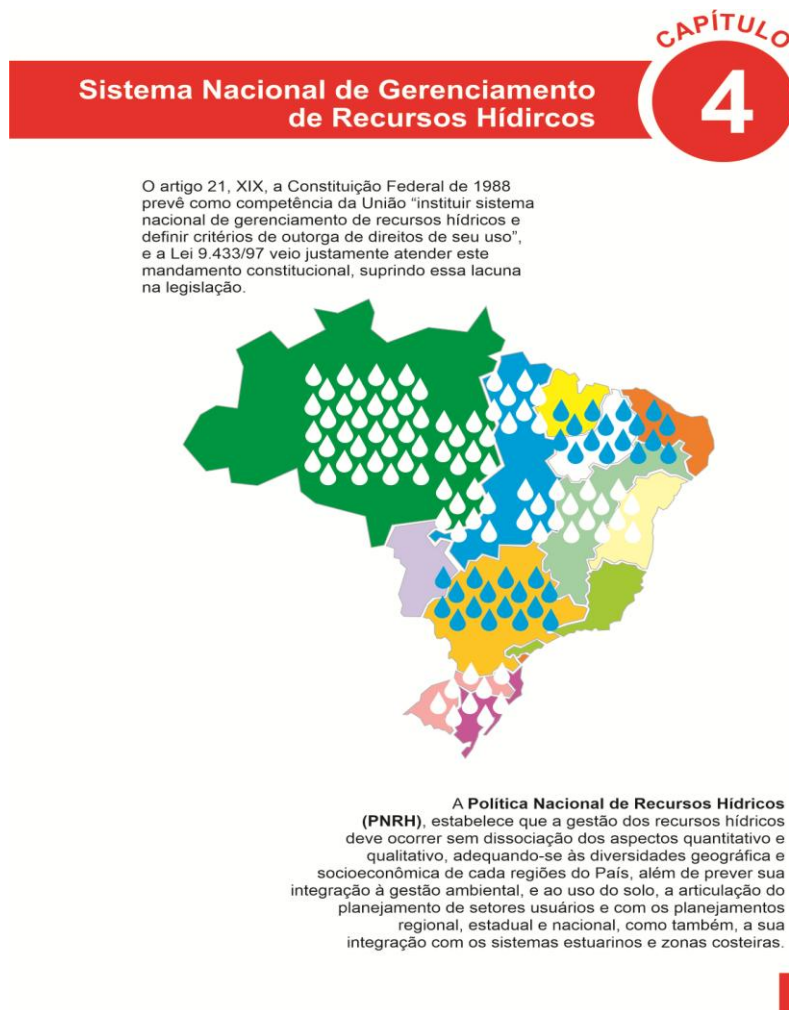 CAPÍTULO
4
Sistema Nacional de Gerenciamento
de Recursos Hídircos
O artigo 21, XIX, a Constituição Federal de 1988
prevê como competência da União “instituir sistema
nacional de gerenciamento de recursos hídricos e
definir critérios de outorga de direitos de seu uso”,
e a Lei 9.433/97 veio justamente atender este
mandamento constitucional, suprindo essa lacuna
na legislação.
A Política Nacional de Recursos Hídricos
(PNRH), estabelece que a gestão dos recursos hídricos
deve ocorrer sem dissociação dos aspectos quantitativo e
qualitativo, adequando-se às diversidades geográfica e
socioeconômica de cada regiões do País, além de prever sua
integração à gestão ambiental, e ao uso do solo, a articulação do
planejamento de setores usuários e com os planejamentos
regional, estadual e nacional, como também, a sua
integração com os sistemas estuarinos e zonas costeiras.